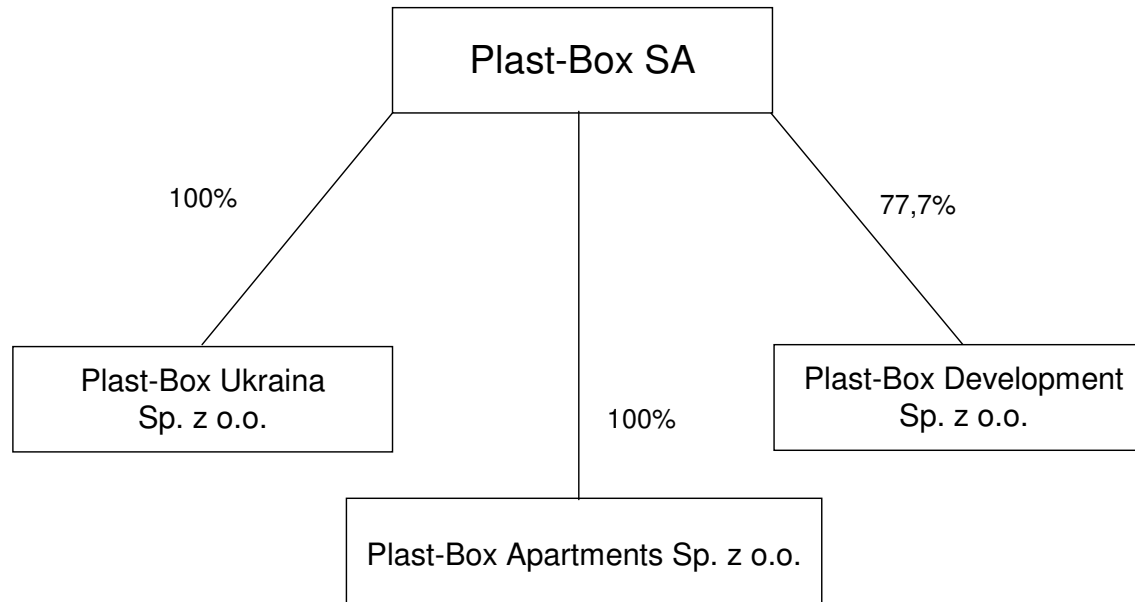 Plast-Box SA
100%
77,7%
Plast-Box Ukraina
Sp. z o.o.
Plast-Box Development
Sp. z o.o.
100%
Plast-Box Apartments Sp. z o.o.